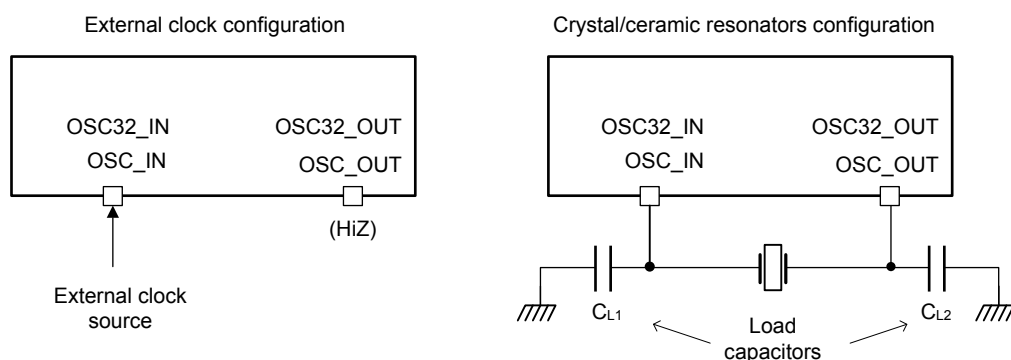 External clock configuration
OSC32_IN
OSC32_OUT
OSC_IN
OSC_OUT
(HiZ)
External clock
source
Crystal/ceramic resonators configuration
OSC32_IN
OSC32_OUT
OSC_IN
OSC_OUT
CL1
CL2
Load
capacitors